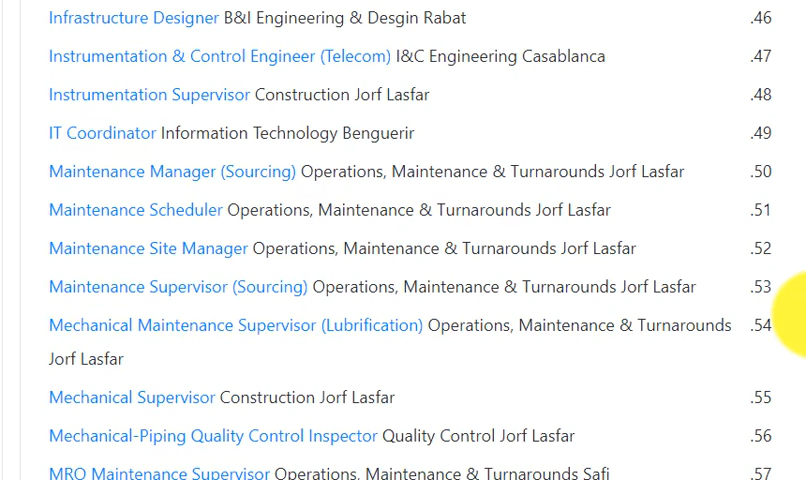 Infrastructure Designer B&I Engineering & Desgin Rabat .46
Instrumentation & Control Engineer (Telecom) I&C Engineering Casablanca .47
Instrumentation Supervisor Construction Jorf Lasfar .48
IT Coordinator Information Technology Benguerir .49
Maintenance Manager (Sourcing) Operations, Maintenance & Turnarounds Jorf Lasfar .50
Maintenance Scheduler Operations, Maintenance & Turnarounds Jorf Lasfar .51
Maintenance Site Manager Operations, Maintenance & Turnarounds Jorf Lasfar .52
Maintenance Supervisor (Sourcing) Operations, Maintenance & Turnarounds Jorf Lasfar .53
Mechanical Maintenance Supervisor (Lubrification) Operations, Maintenance & Turnarounds .54
Jorf Lasfar
Mechanical Supervisor Construction Jorf Lasfar .55
Mechanical-Piping Quality Control Inspector Quality Control Jorf Lasfar .56
MRO Maintenance Supervisor Operations, Maintenance & Turnarounds Safi .57